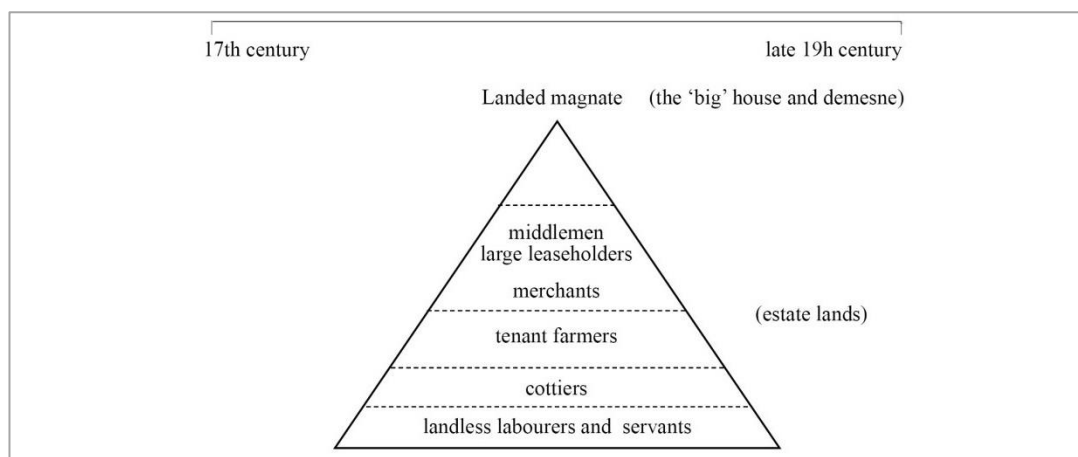 17th century late 19h century
Landed magnate (the ‘big’ house and demesne)
middlemen
large leaseholders
merchants
(estate lands)
tenant farmers
cottiers
landless labourers and servants